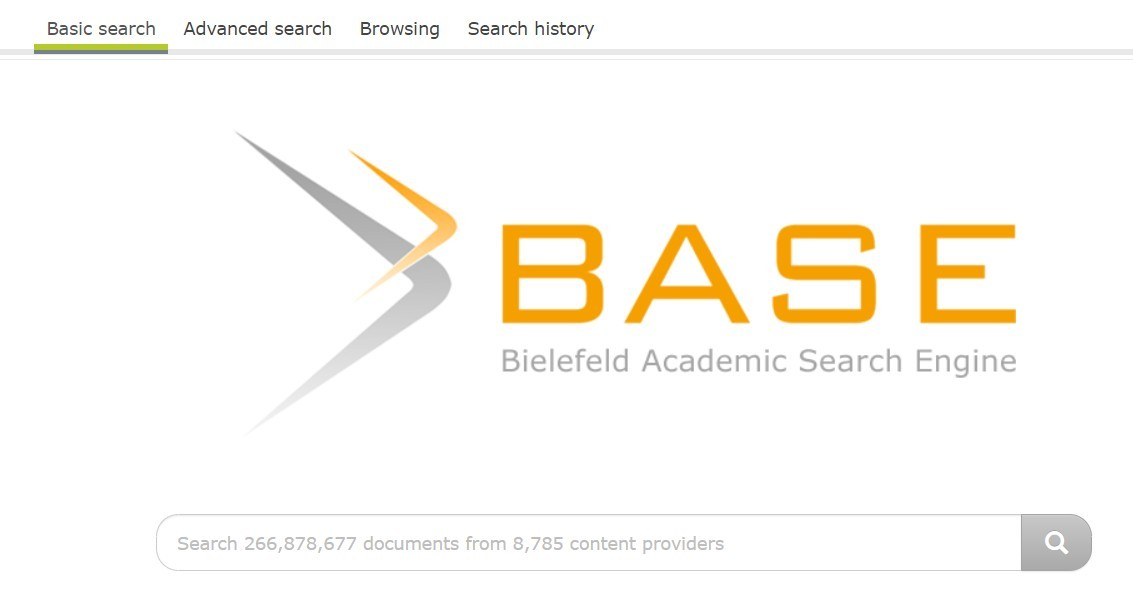 Basic search Advanced search Browsing Search history
BASE
Bielefeld Academic Search Engine
Search 266,878,677 documents from 8,785 content providers